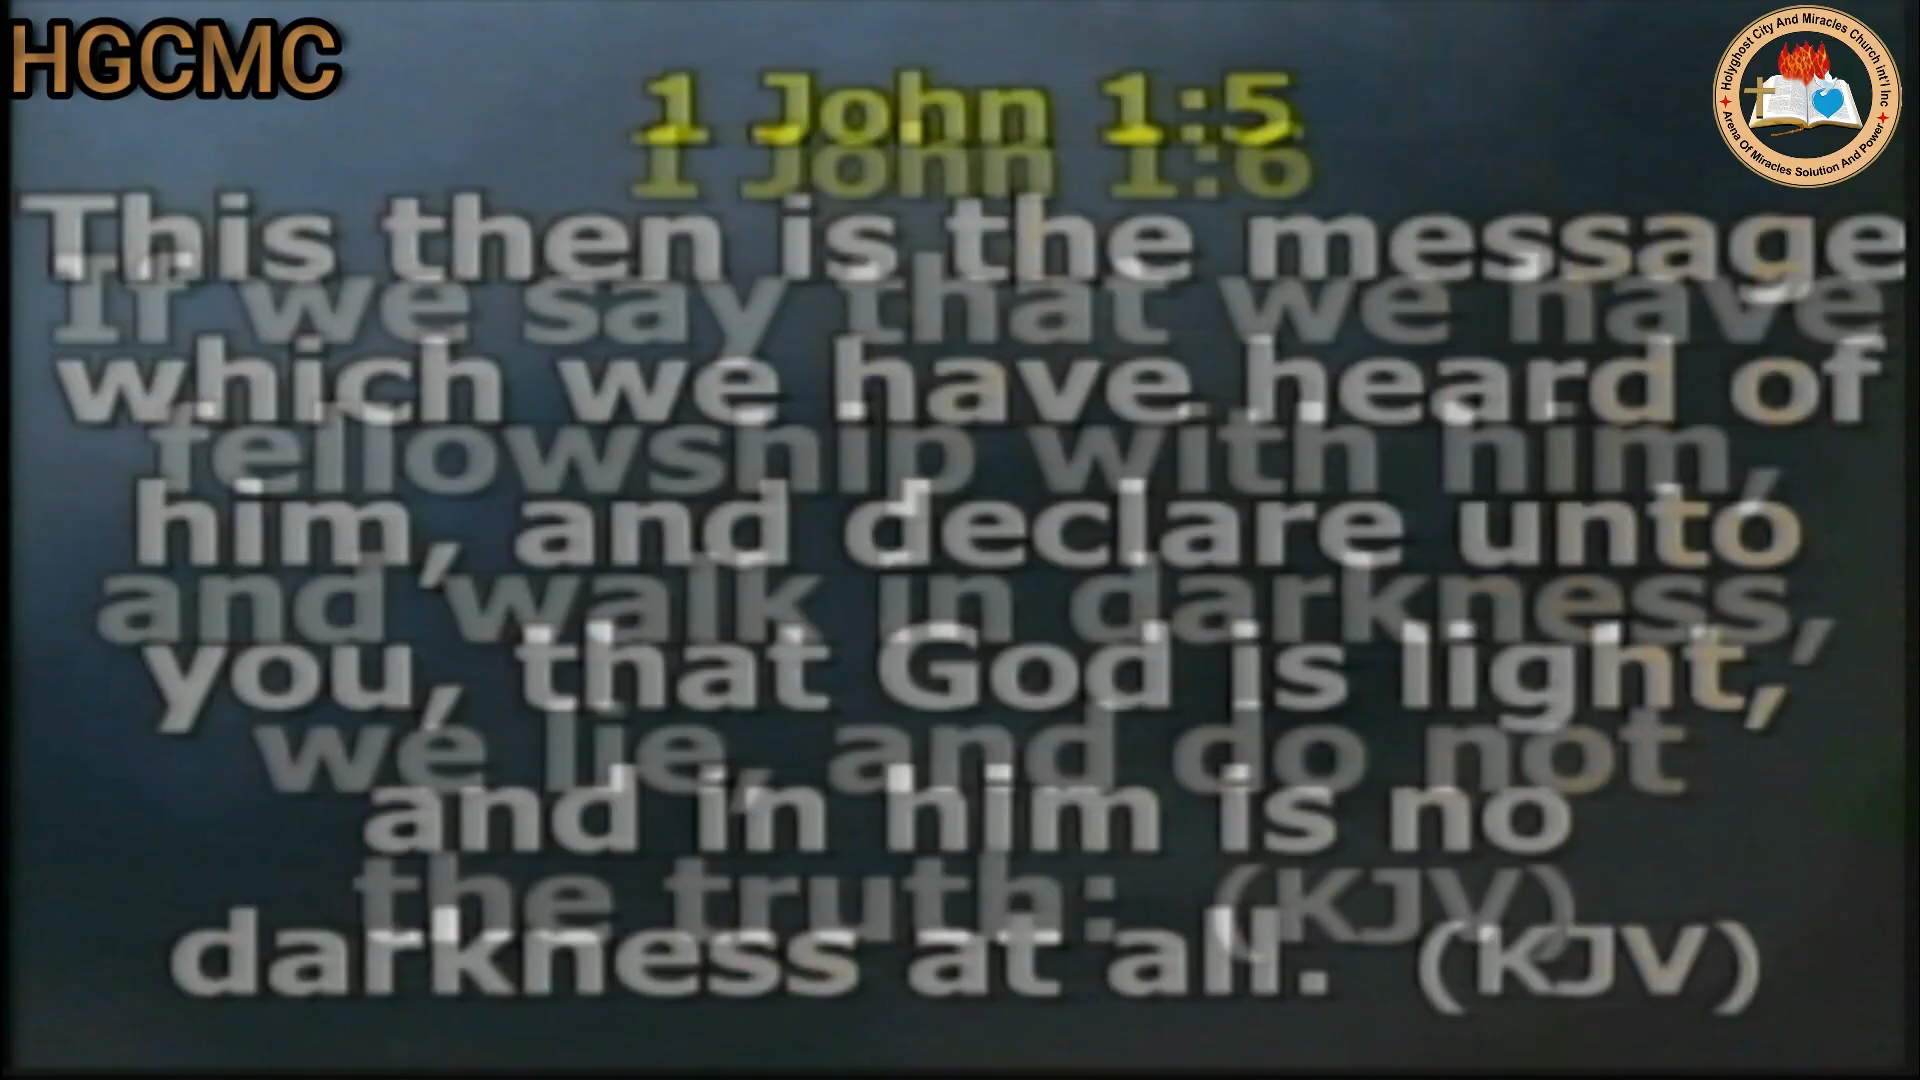 HGCMC
Holyghost City And Miracles Church int'l Inc
Arena Of Miracles Solution And Power
1 John 1:5
This then is the message
which we have heard of
him, and declare unto
you, that God is light,
and in him is no
darkness at all. (KJV)
1 John 1:6
If we say that we have
fellowship with him,
and walk in darkness,
we lie, and do not
the truth: (KJV)